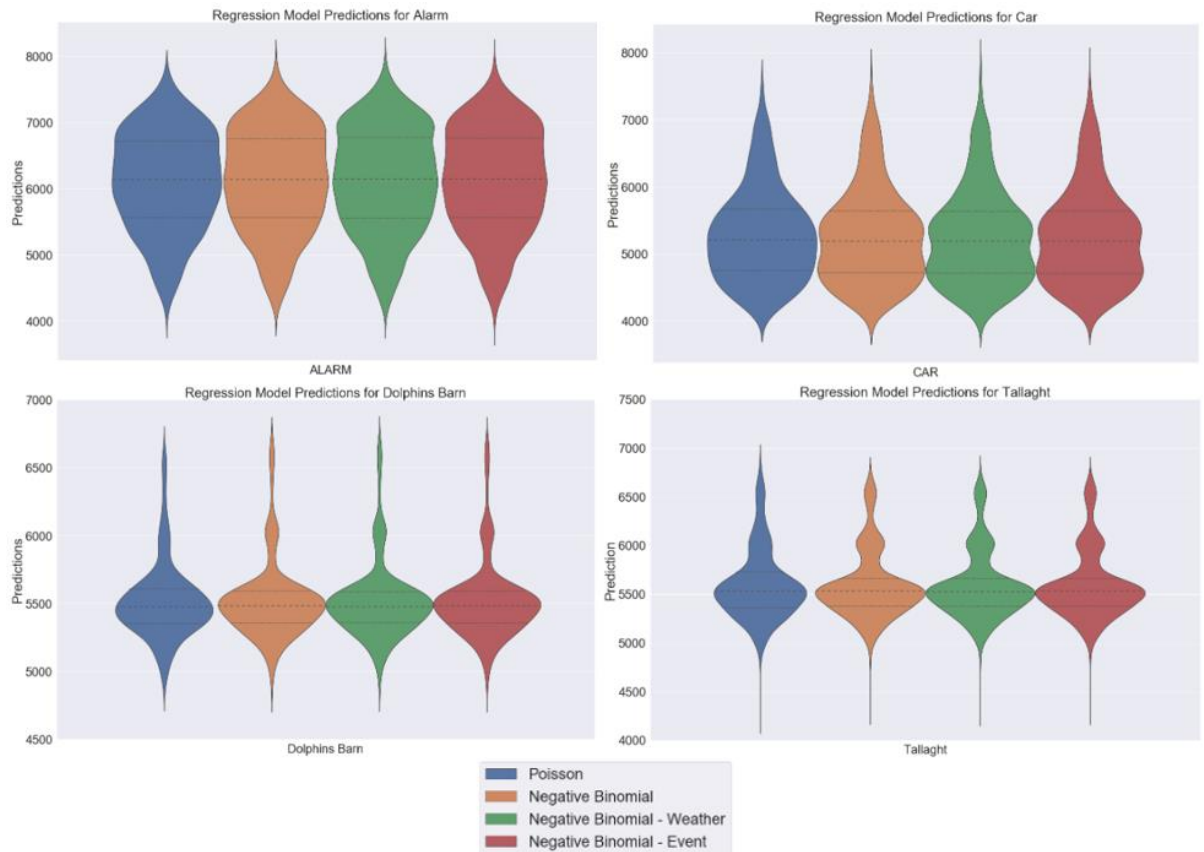 Regression Model Predictions for Alarm
Predictions
8000
7000
6000
5000
4000
ALARM
Regression Model Predictions for Car
Predictions
8000
7000
6000
5000
4000
CAR
Regression Model Predictions for Dolphins Barn
Predictions
7000
6500
6000
5500
5000
4500
Dolphins Barn
Regression Model Predictions for Tallaght
Prediction
7500
7000
6500
6000
5500
5000
4500
4000
Tallaght
Poisson
Negative Binomial
Negative Binomial - Weather
Negative Binomial - Event